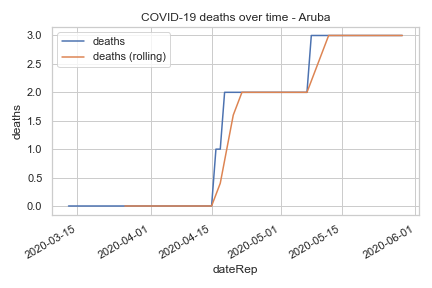 COVID-19 deaths over time - Aruba
deaths
deaths (rolling)
3.0
2.5
2.0
1.5
1.0
0.5
0.0
deaths
2020-03-15
2020-04-01
2020-04-15
2020-05-01
2020-05-15
2020-06-01
dateRep